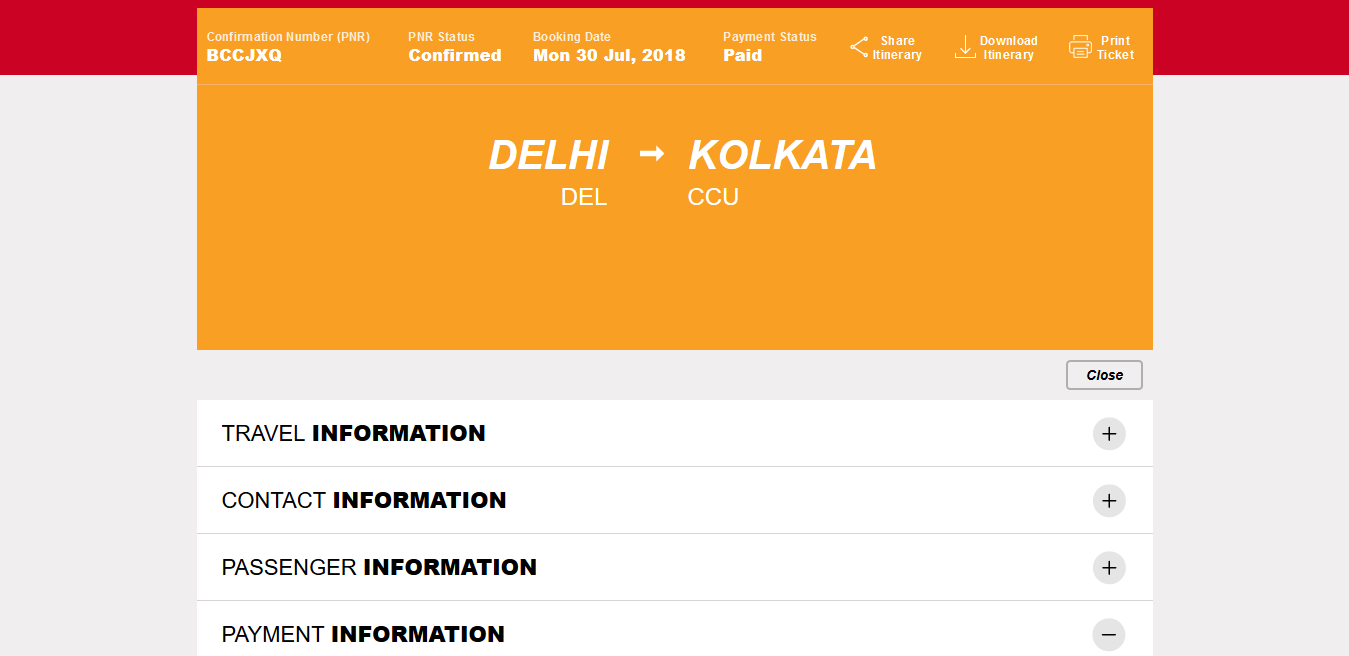 Confirmation Number (PNR)
BCCJXQ
PNR Status
Confirmed
Booking Date
Mon 30 Jul, 2018
Payment Status
Paid
Share
Itinerary
Download
Itinerary
Print
Ticket
DELHI
KOLKATA
DEL
CCU
Close
TRAVEL INFORMATION
CONTACT INFORMATION
PASSENGER INFORMATION
PAYMENT INFORMATION